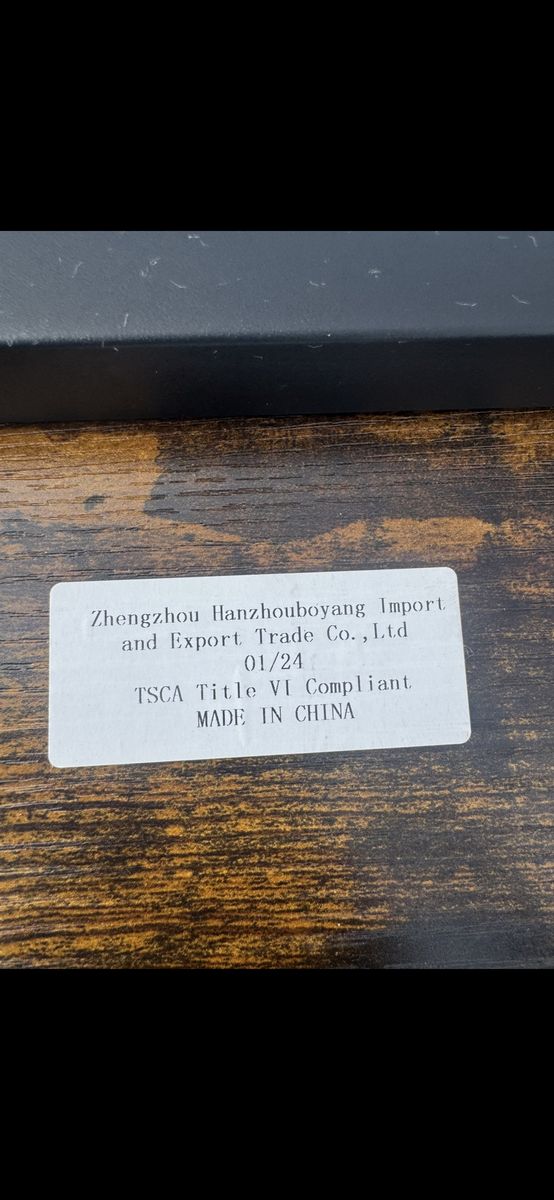 Zhengzhou Hanzhouboyang Import
and Export Trade Co.,Ltd
01/24
TSCA Title VI Compliant
MADE IN CHINA